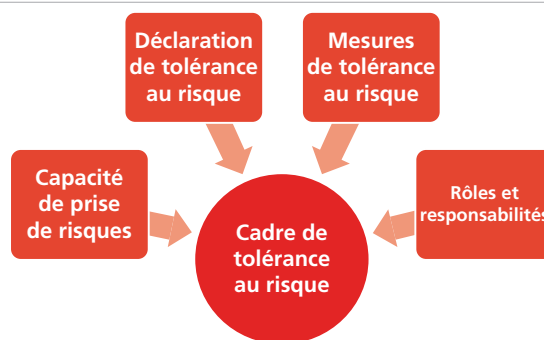 Déclaration
de tolérance
au risque
Mesures
de tolérance
au risque
Capacité
de prise
de risques
Rôles et
responsabilités
Cadre de
tolérance
au risque